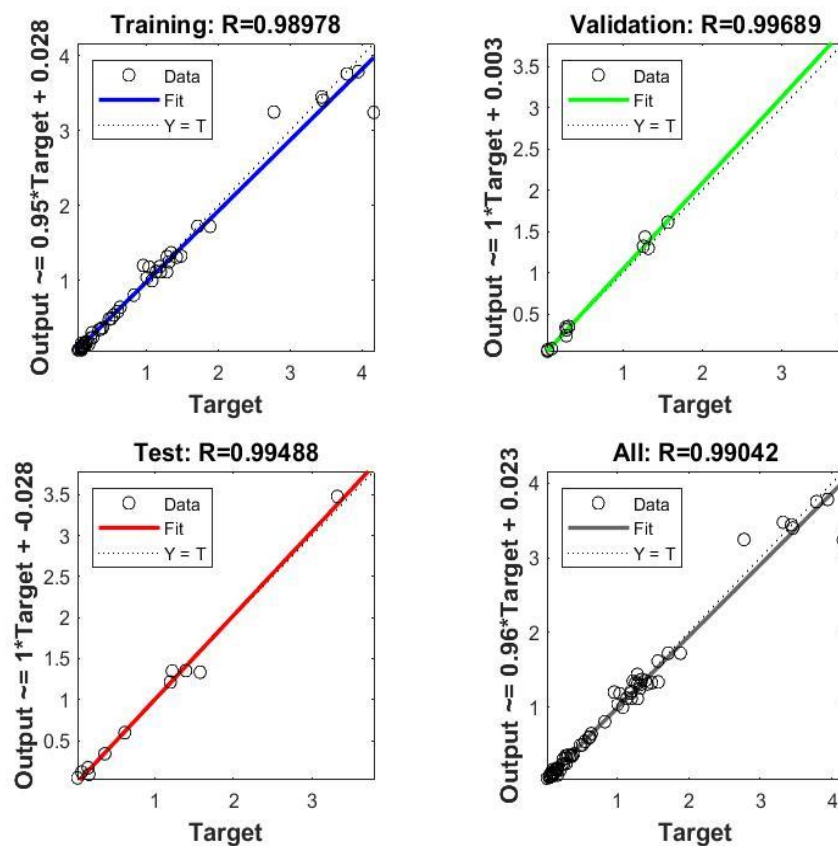 Training: R=0.98978
Output ~= 0.95*Target + 0.028
4
3
2
1
Data
Fit
Y = T
1
2
3
4
Target
Validation: R=0.99689
Output ~= 1*Target + 0.003
3.5
3
2.5
2
1.5
1
0.5
Data
Fit
Y = T
1
2
3
Target
Test: R=0.99488
Output ~= 1*Target + -0.028
3.5
3
2.5
2
1.5
1
0.5
Data
Fit
Y = T
1
2
3
Target
All: R=0.99042
Output ~= 0.96*Target + 0.023
4
3
2
1
Data
Fit
Y = T
1
2
3
4
Target